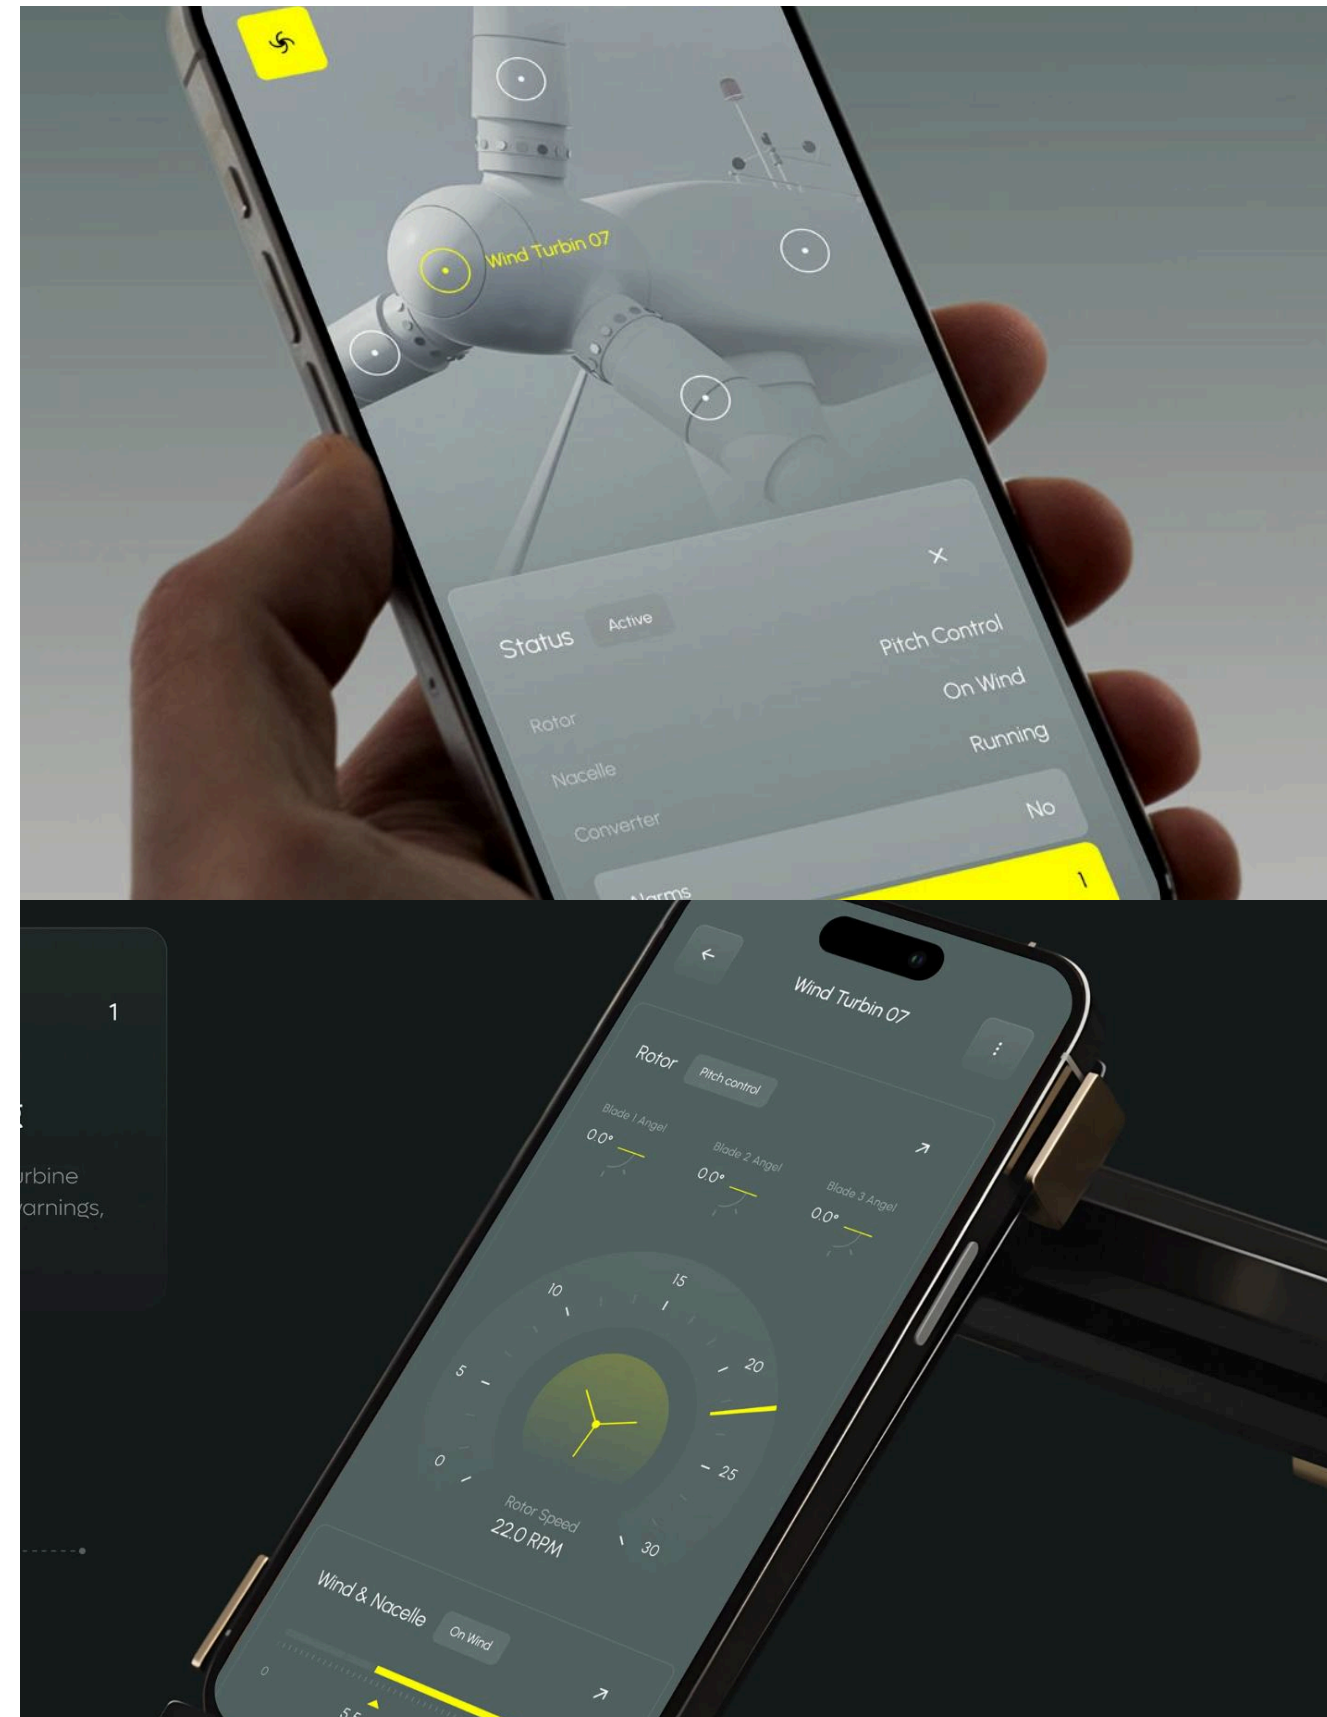 Wind Turbin 07
Status Active
Rotor Pitch Control
Nacelle On Wind
Converter Running
Alarms No
1
1
arnings,
Wind Turbin 07
Rotor Pitch control
Blade 1 Angel Blade 2 Angel Blade 3 Angel
0.0° 0.0° 0.0°
0 5 10 15 20 25 30
Rotor Speed
22.0 RPM
Wind & Nacelle On Wind
0